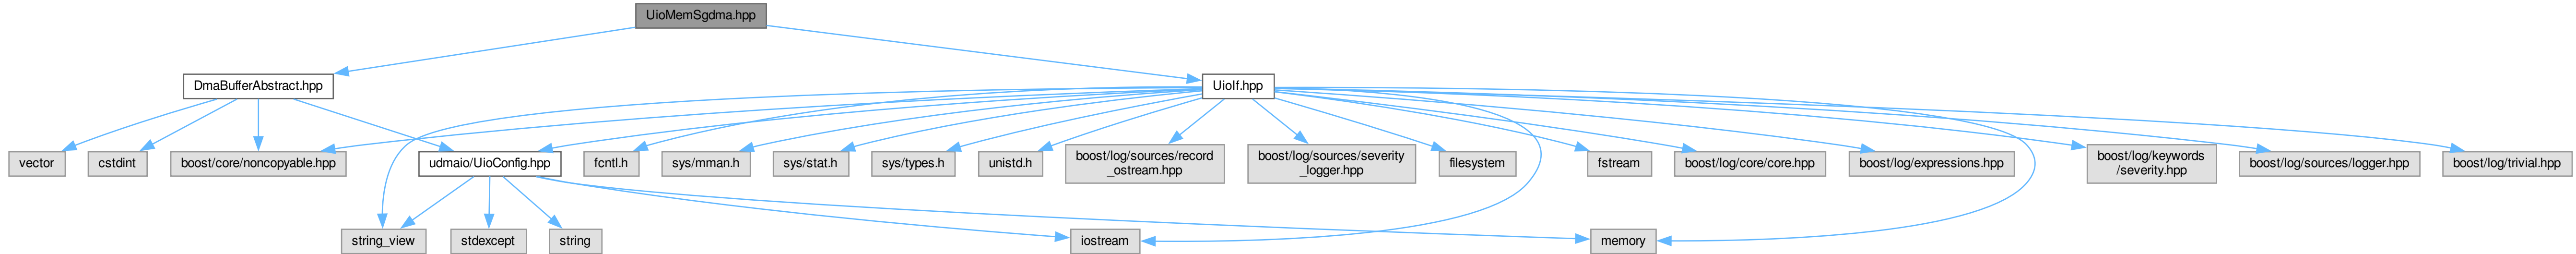 UioMemSgdma.hpp
DmaBufferAbstract.hpp
UioIf.hpp
vector
cstdint
boost/core/noncopyable.hpp
udmaio/UioConfig.hpp
fcntl.h
sys/mman.h
sys/stat.h
sys/types.h
unistd.h
boost/log/sources/record
_ostream.hpp
boost/log/sources/severity
_logger.hpp
filesystem
fstream
boost/log/core/core.hpp
boost/log/expressions.hpp
boost/log/keywords
/severity.hpp
boost/log/sources/logger.hpp
boost/log/trivial.hpp
string_view
stdexcept
string
iostream
memory